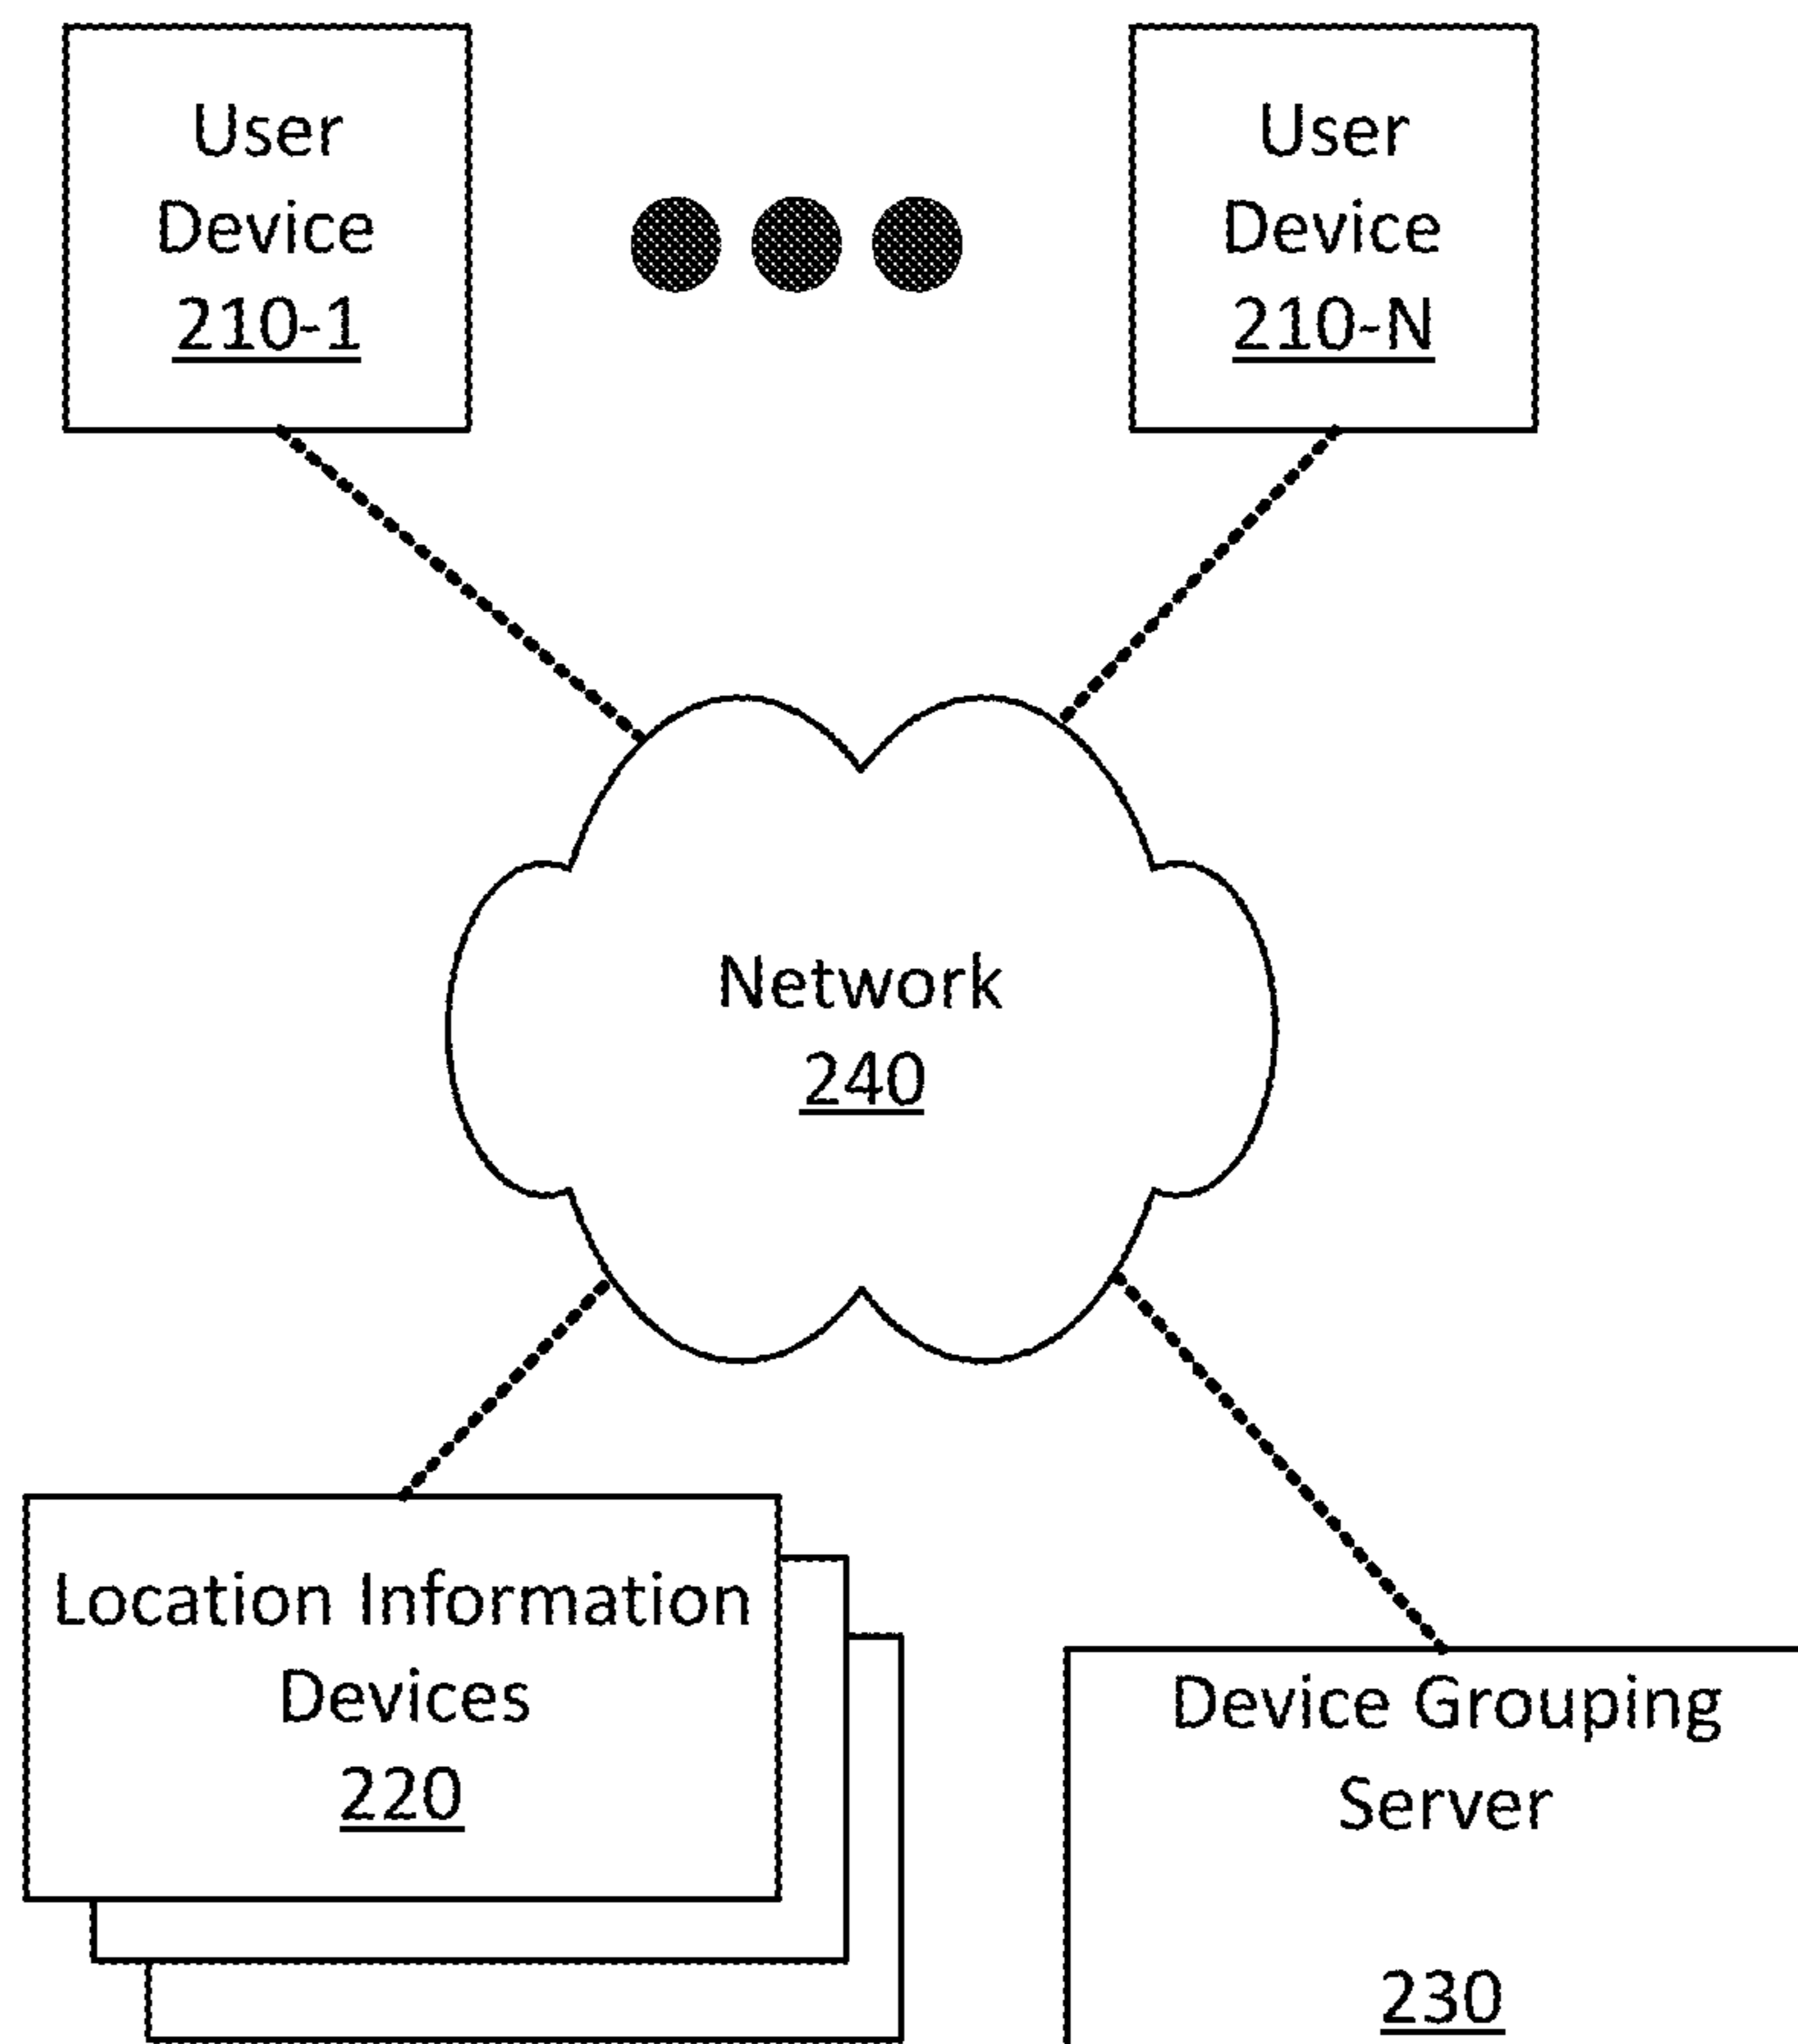 User
Device
210-1
User
Device
210-N
Network
240
Location Information
Devices
220
Device Grouping
Server
230